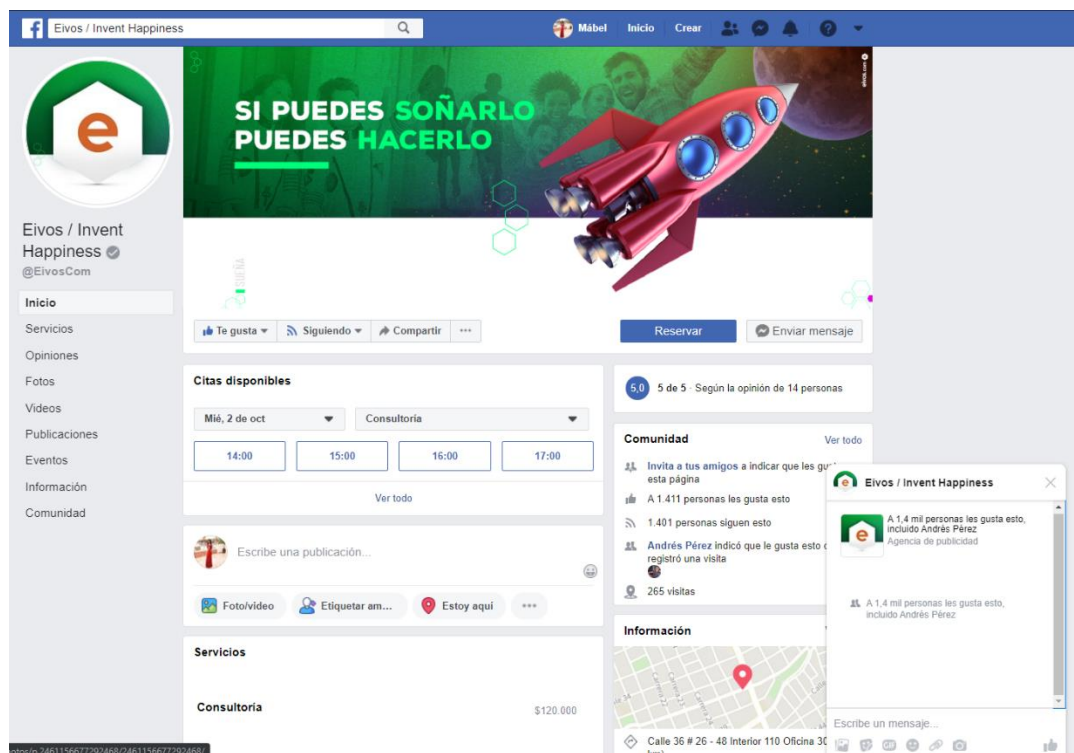 Eivos / Invent Happiness
Mábel
Inicio
Crear
SI PUEDES SOÑARLO
PUEDES HACERLO
eivos.com
SUEÑA
e
Eivos / Invent
Happiness
@EivosCom
Inicio
Servicios
Opiniones
Fotos
Videos
Publicaciones
Eventos
Información
Comunidad
Te gusta
Siguiendo
Compartir
Reservar
Enviar mensaje
Citas disponibles
Mié, 2 de oct
Consultoría
14:00
15:00
16:00
17:00
Ver todo
Escribe una publicación...
Foto/video
Etiquetar am...
Estoy aquí
Servicios
Consultoría
$120.000
5,0
5 de 5 · Según la opinión de 14 personas
Comunidad
Ver todo
Invita a tus amigos a indicar que les gu
esta página
A 1.411 personas les gusta esto
1.401 personas siguen esto
Andrés Pérez indicó que le gusta esto
registró una visita
265 visitas
Información
Carrera 22
Calle 36 # 26 - 48 Interior 110 Oficina 30
Eivos / Invent Happiness
e
A 1,4 mil personas les gusta esto,
incluido Andrés Pérez
Agencia de publicidad
A 1,4 mil personas les gusta esto,
incluido Andrés Pérez
Escribe un mensaje...
GIF